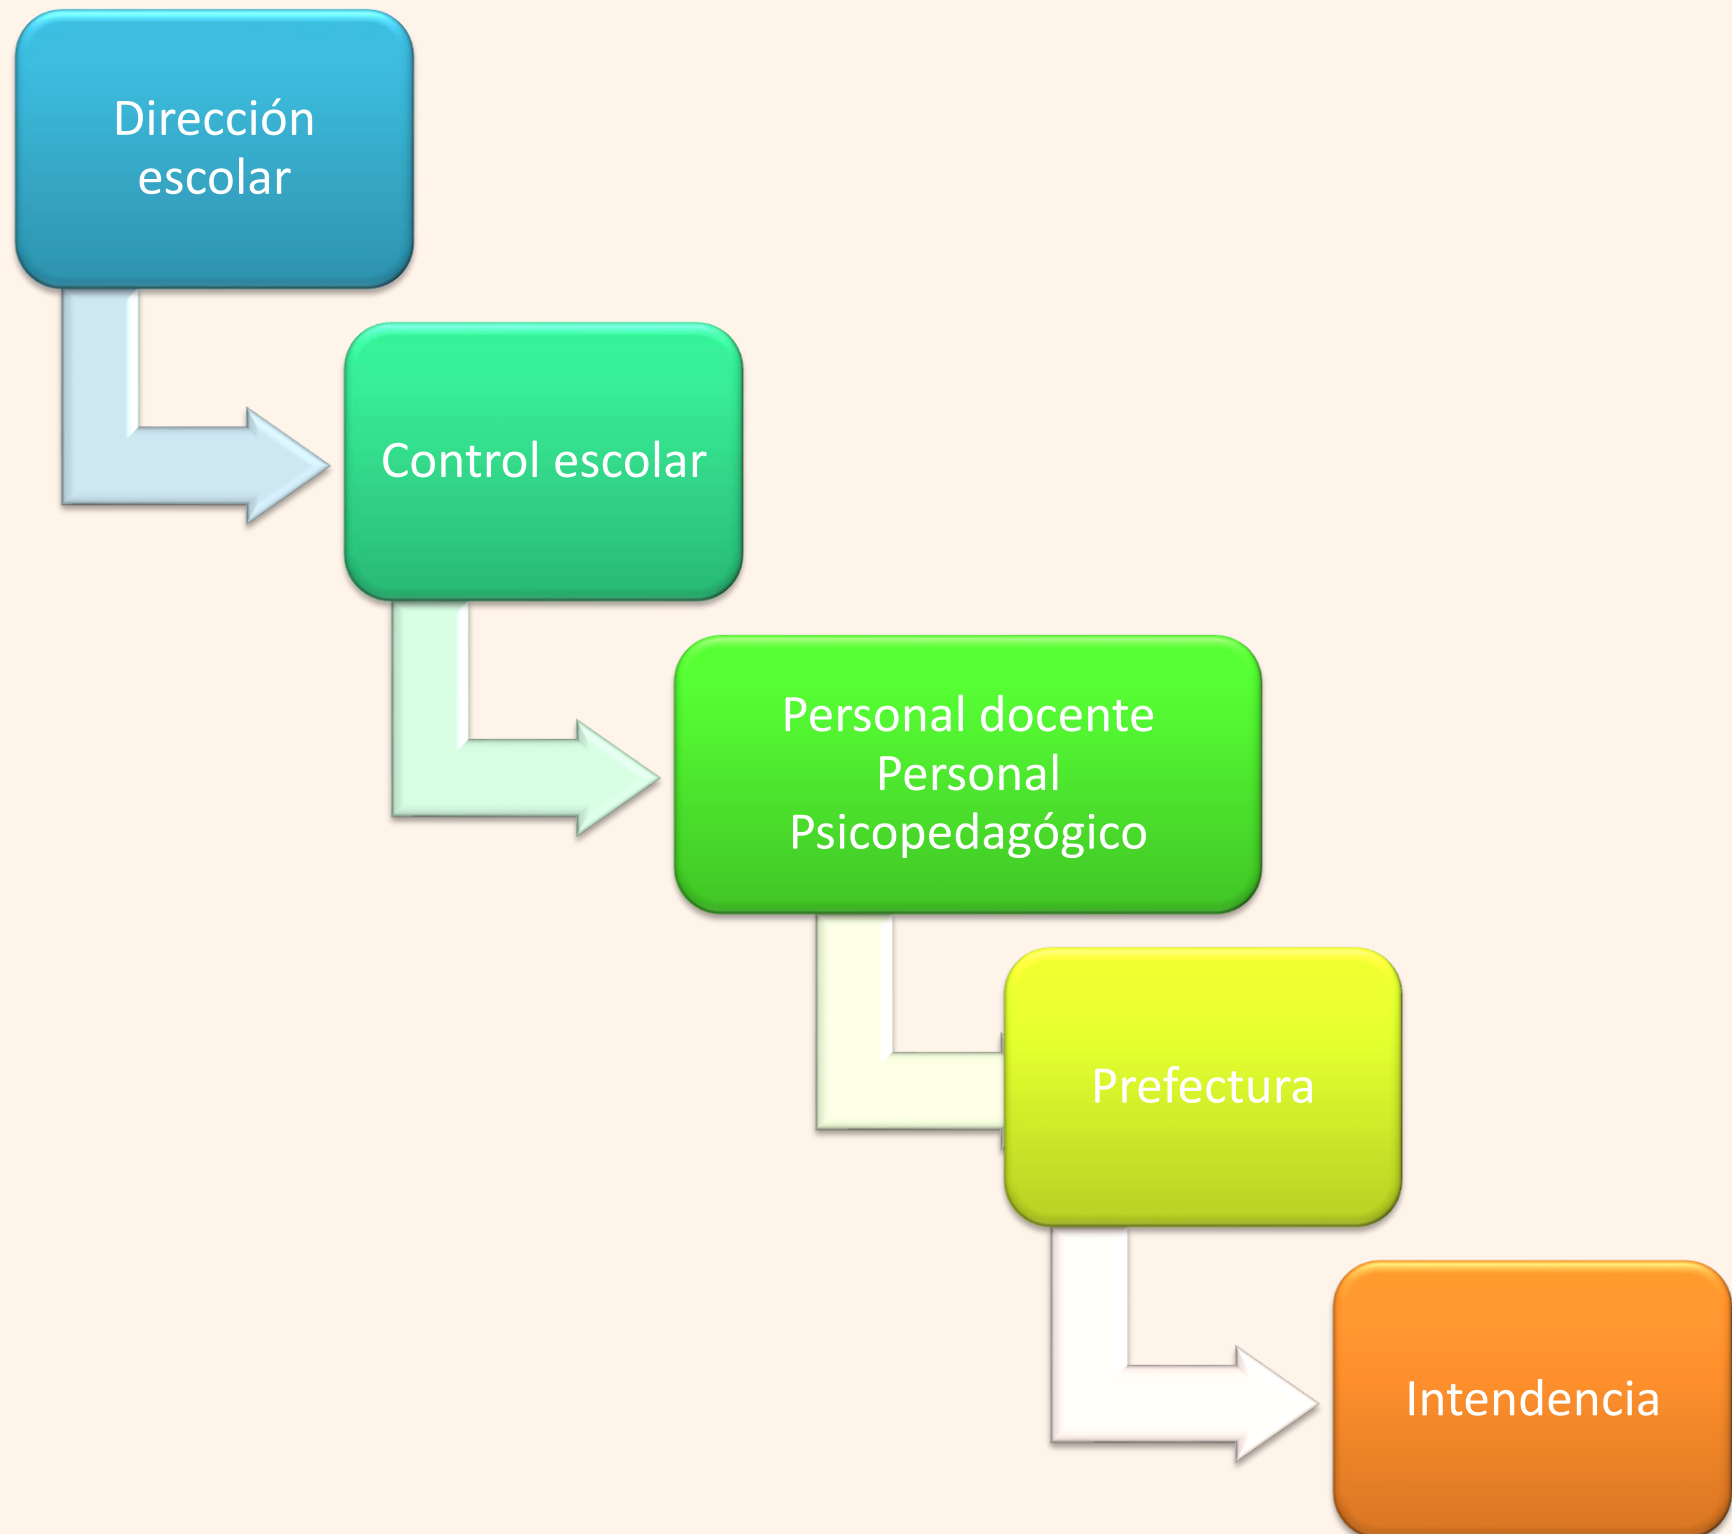 Dirección
escolar
Control escolar
Personal docente
Personal
Psicopedagógico
Prefectura
Intendencia